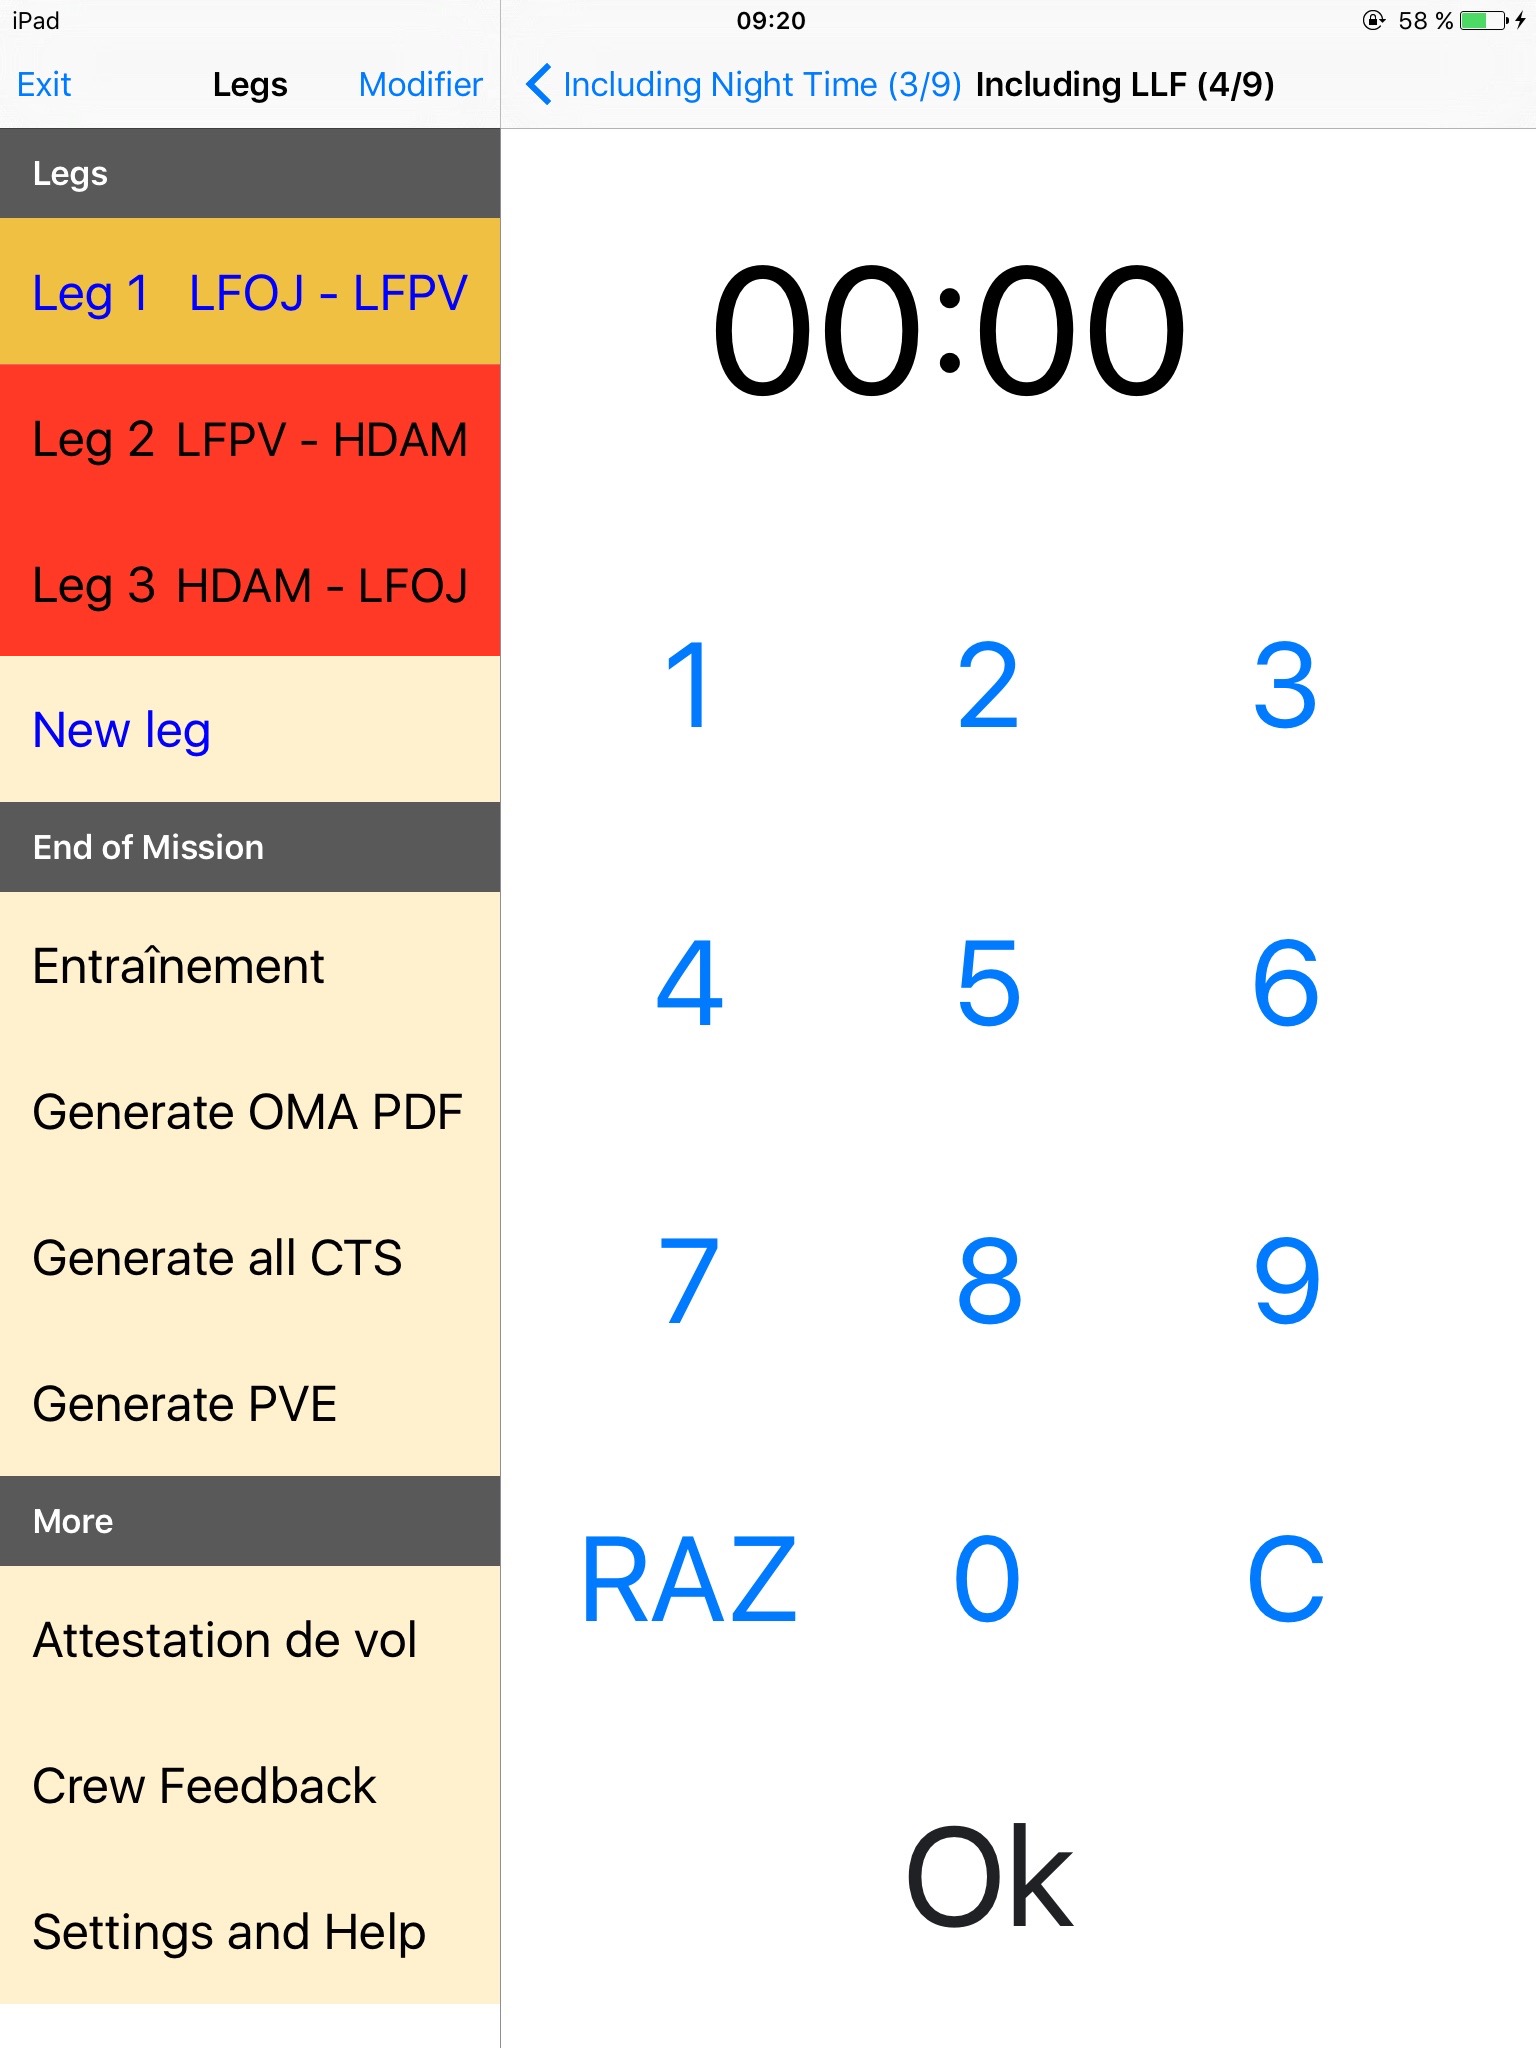 iPad 09:20 58 %
Exit Legs Modifier
Including Night Time (3/9) Including LLF (4/9)
Legs
Leg 1 LFOJ - LFPV
Leg 2 LFPV - HDAM
Leg 3 HDAM - LFOJ
New leg
End of Mission
Entraînement
Generate OMA PDF
Generate all CTS
Generate PVE
More
Attestation de vol
Crew Feedback
Settings and Help
00:00
1 2 3
4 5 6
7 8 9
RAZ 0 C
Ok